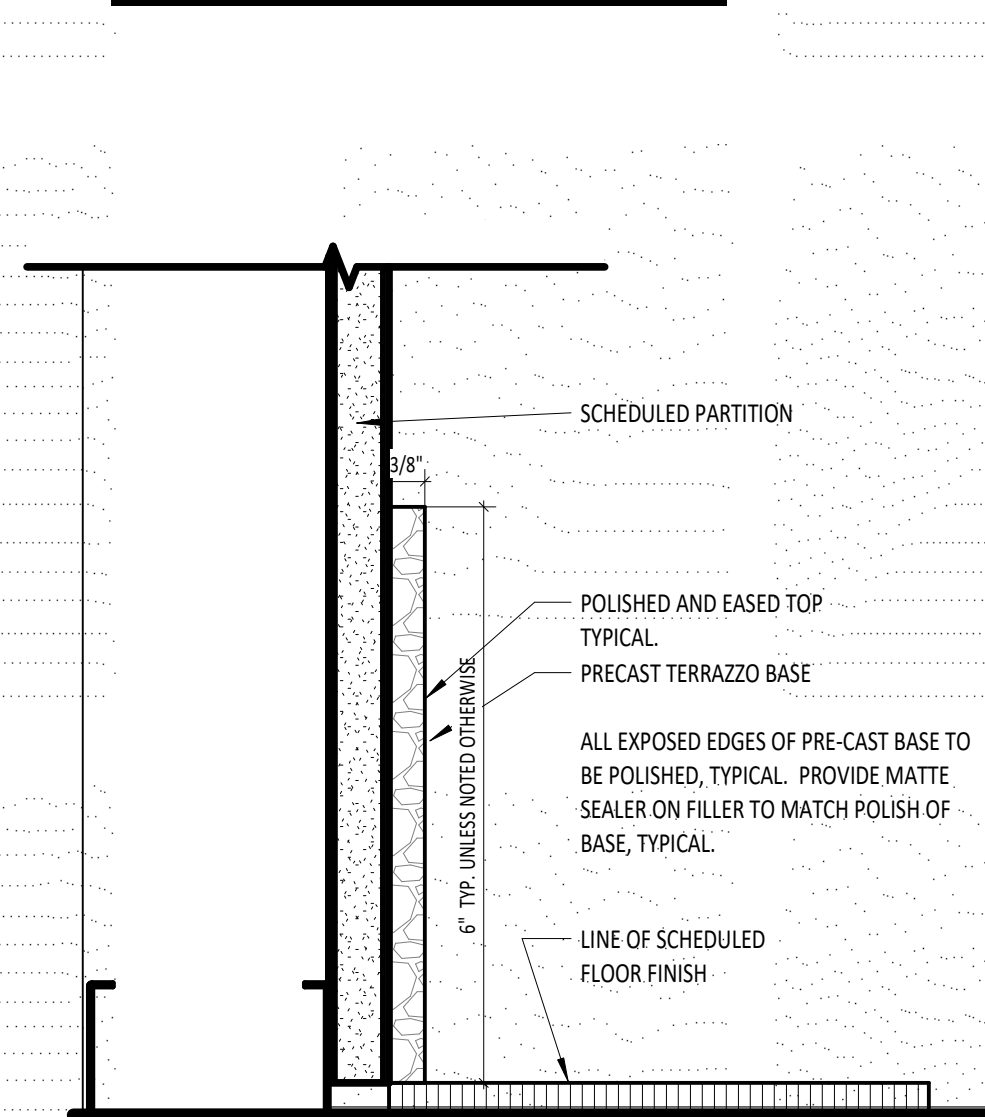 SCHEDULED PARTITION
3/8"
POLISHED AND EASED TOP
TYPICAL.
PRECAST TERRAZZO BASE
6" TYP. UNLESS NOTED OTHERWISE
ALL EXPOSED EDGES OF PRE-CAST BASE TO
BE POLISHED, TYPICAL. PROVIDE MATTE
SEALER ON FILLER TO MATCH POLISH OF
BASE, TYPICAL.
LINE OF SCHEDULED
FLOOR FINISH